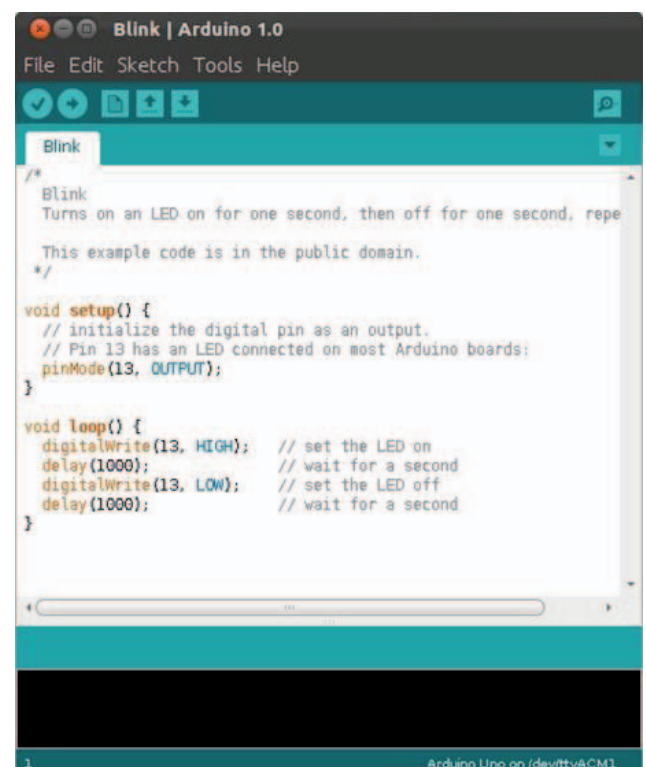 Blink | Arduino 1.0
File Edit Sketch Tools Help
Blink
/*
  Blink
  Turns on an LED on for one second, then off for one second, repe
  This example code is in the public domain.
 */
void setup() {
  // initialize the digital pin as an output.
  // Pin 13 has an LED connected on most Arduino boards:
  pinMode(13, OUTPUT);
}
void loop() {
  digitalWrite(13, HIGH);   // set the LED on
  delay(1000);              // wait for a second
  digitalWrite(13, LOW);    // set the LED off
  delay(1000);              // wait for a second
}
1 Arduino Uno on /dev/ttyACM1